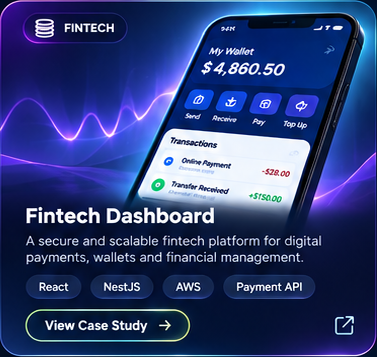 FINTECH
My Wallet
$4,860.50
Send Receive Pay Top Up
Transactions
Online Payment -$28.00
Transfer Received +$150.00
Fintech Dashboard
A secure and scalable fintech platform for digital
payments, wallets and financial management.
React NestJS AWS Payment API
View Case Study →